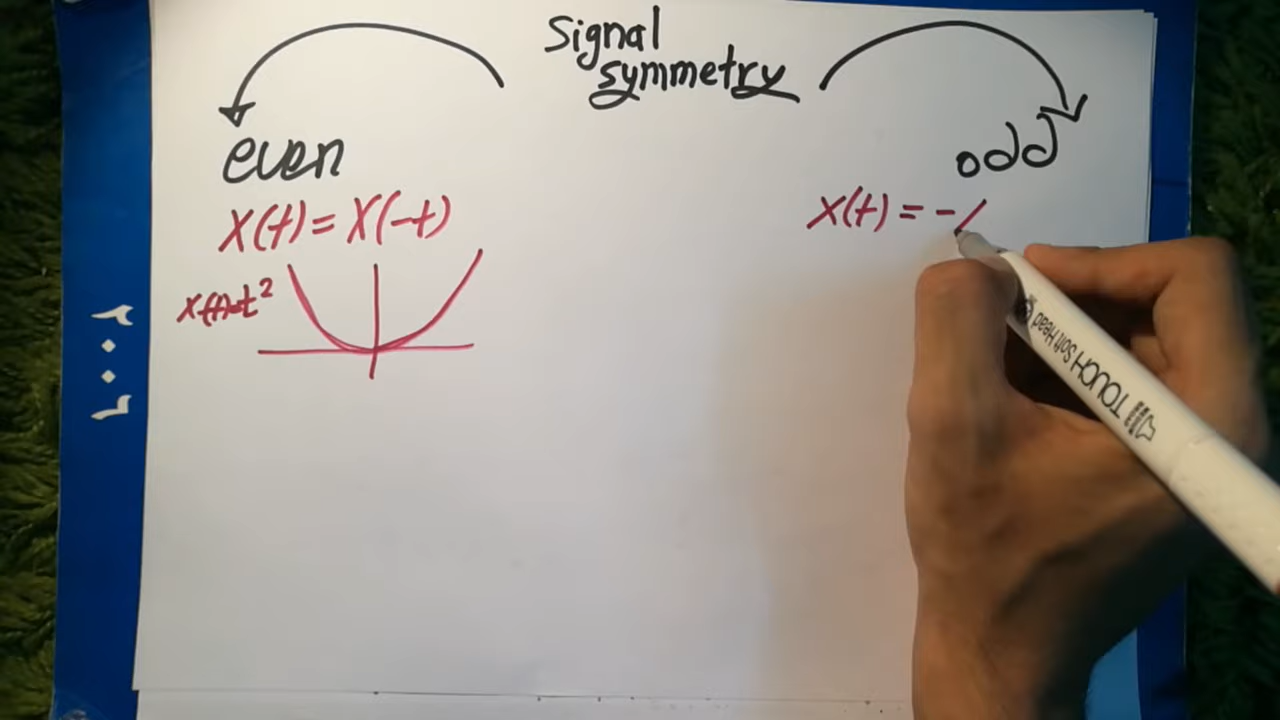 Signal
symmetry
even
odd
X(t) = X(-t)
X(t) = -
X(t)=t²
TOUCH Soft Head